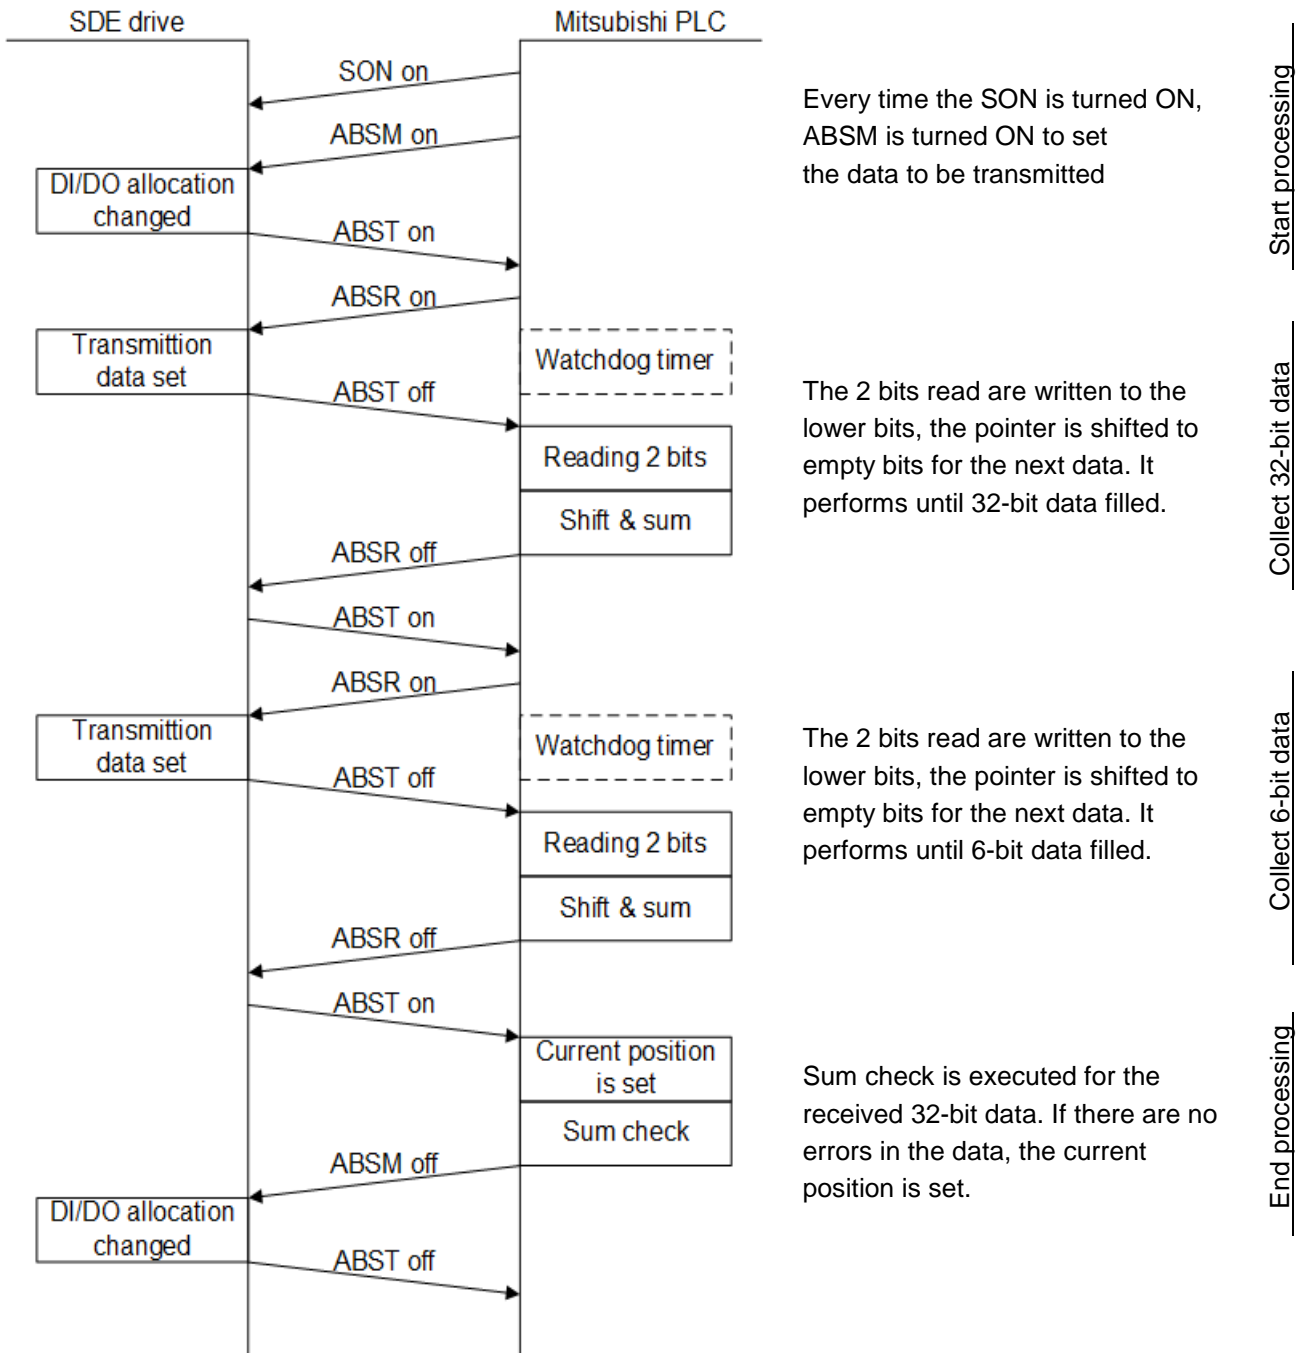 SDE drive
Mitsubishi PLC
SON on
ABSM on
DI/DO allocation
changed
ABST on
Every time the SON is turned ON,
ABSM is turned ON to set
the data to be transmitted
Start processing
ABSR on
Transmittion
data set
Watchdog timer
ABST off
Reading 2 bits
Shift & sum
ABSR off
ABST on
The 2 bits read are written to the
lower bits, the pointer is shifted to
empty bits for the next data. It
performs until 32-bit data filled.
Collect 32-bit data
ABSR on
Transmittion
data set
Watchdog timer
ABST off
Reading 2 bits
Shift & sum
ABSR off
ABST on
The 2 bits read are written to the
lower bits, the pointer is shifted to
empty bits for the next data. It
performs until 6-bit data filled.
Collect 6-bit data
Current position
is set
Sum check
ABSM off
DI/DO allocation
changed
ABST off
Sum check is executed for the
received 32-bit data. If there are no
errors in the data, the current
position is set.
End processing